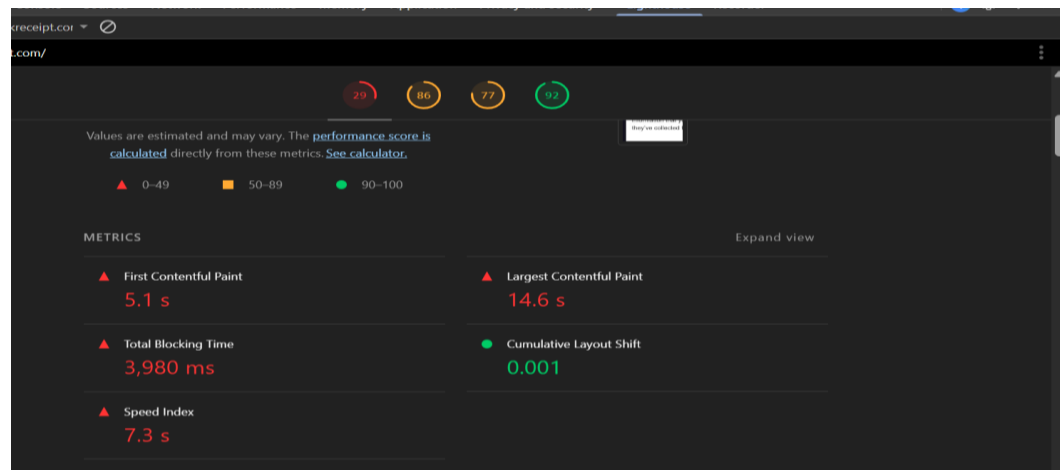 xreceipt.cor
t.com/
29
86
77
92
Values are estimated and may vary. The performance score is
calculated directly from these metrics. See calculator.
they've collected
0–49
50–89
90–100
METRICS
Expand view
First Contentful Paint
5.1 s
Largest Contentful Paint
14.6 s
Total Blocking Time
3,980 ms
Cumulative Layout Shift
0.001
Speed Index
7.3 s